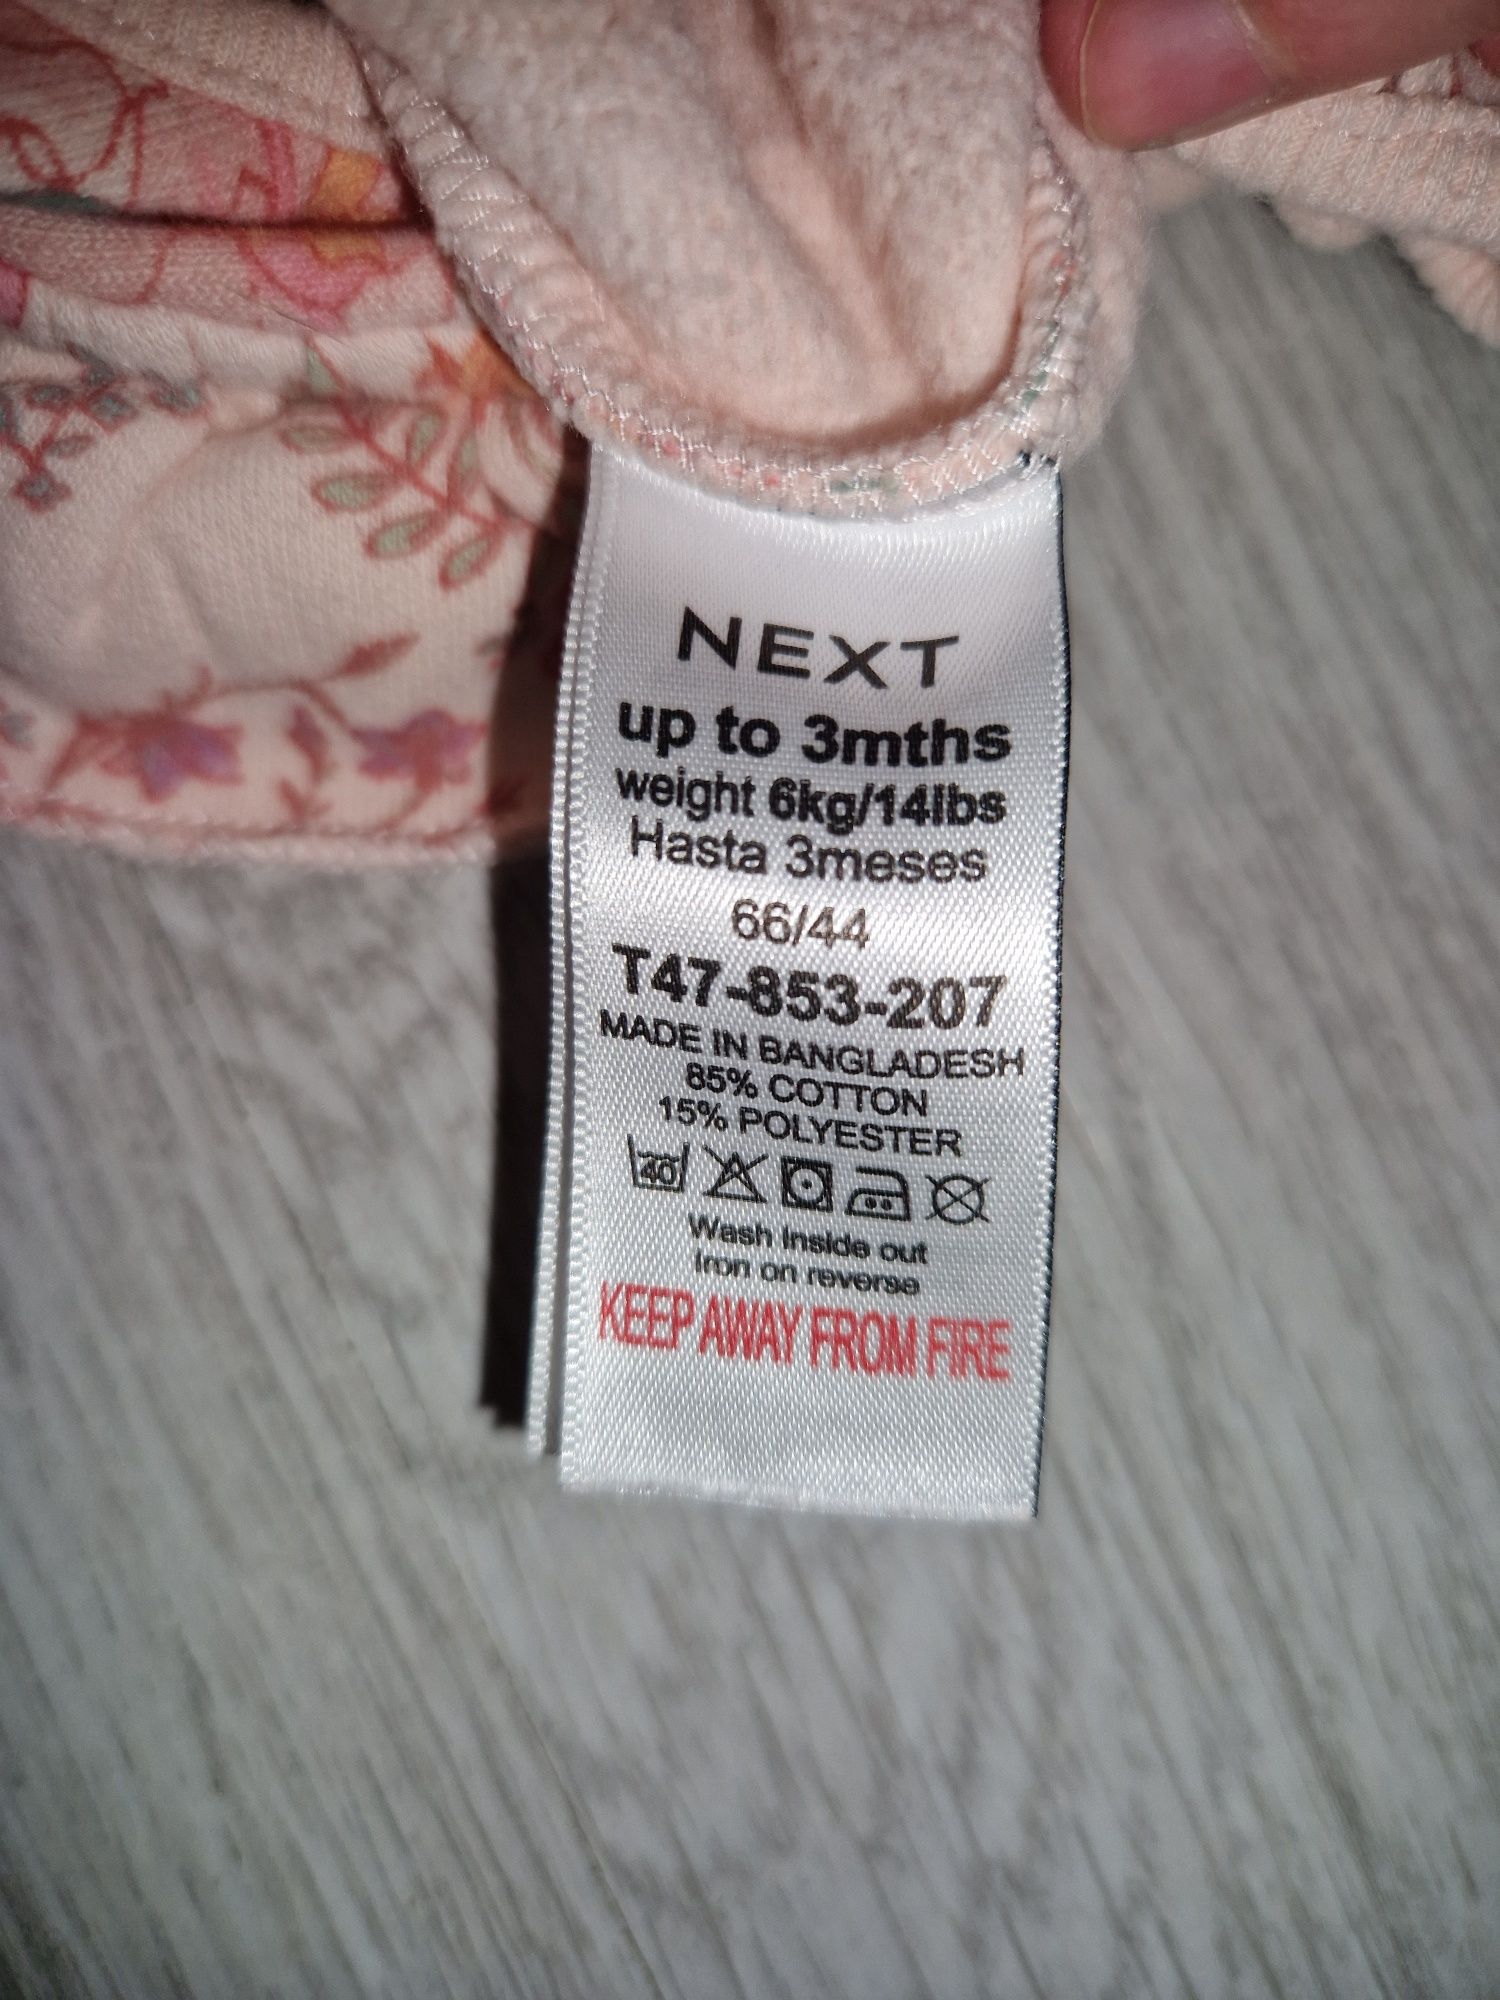 NEXT
up to 3mths
weight 6kg/14lbs
Hasta 3meses
66/44
T47-853-207
MADE IN BANGLADESH
85% COTTON
15% POLYESTER
40
Wash inside out
Iron on reverse
KEEP AWAY FROM FIRE